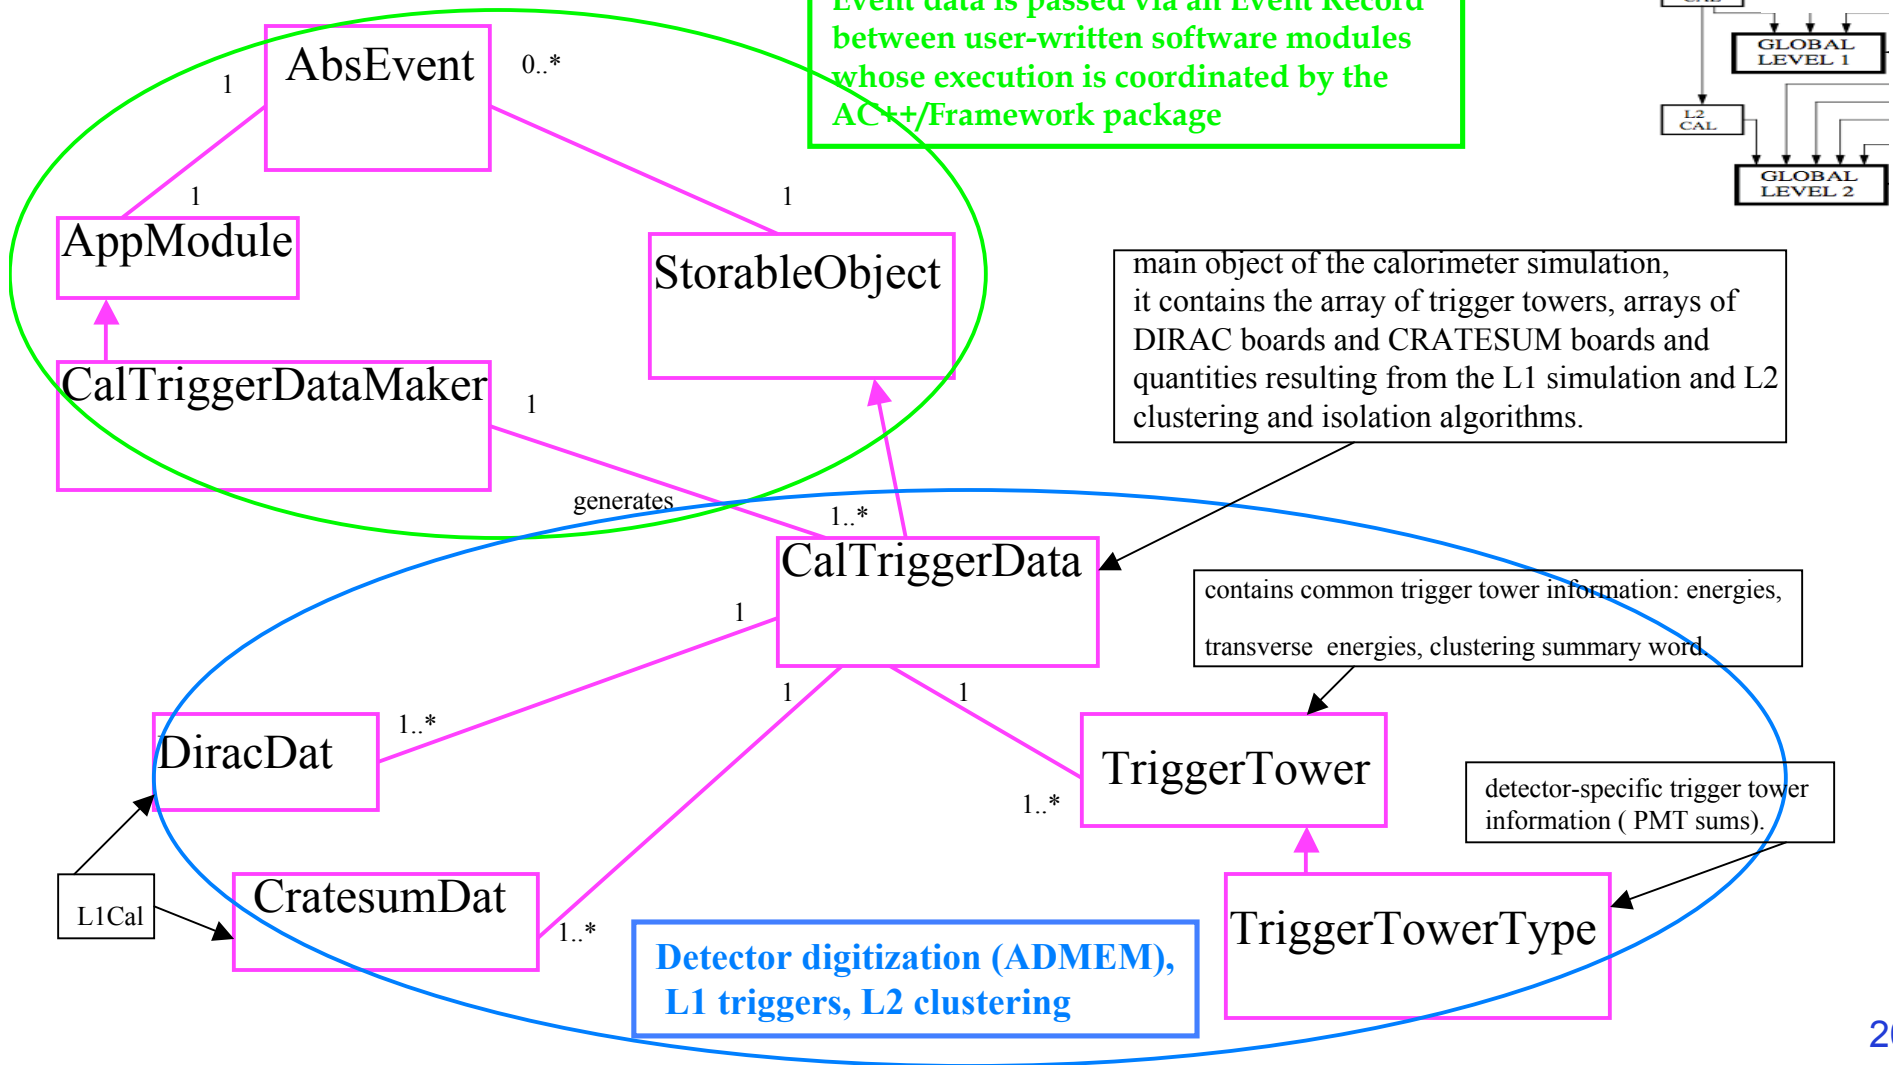 Event data is passed via an Event Record
between user-written software modules
whose execution is coordinated by the
AC++/Framework package
CAL
GLOBAL
LEVEL 1
L2
CAL
GLOBAL
LEVEL 2
AbsEvent
1
0..*
1
1
AppModule
StorableObject
CalTriggerDataMaker
1
generates
1..*
main object of the calorimeter simulation,
it contains the array of trigger towers, arrays of
DIRAC boards and CRATESUM boards and
quantities resulting from the L1 simulation and L2
clustering and isolation algorithms.
CalTriggerData
contains common trigger tower information: energies,
transverse energies, clustering summary word.
1
1
1
1..*
DiracDat
TriggerTower
1..*
detector-specific trigger tower
information ( PMT sums).
L1Cal
CratesumDat
1..*
TriggerTowerType
Detector digitization (ADMEM),
L1 triggers, L2 clustering